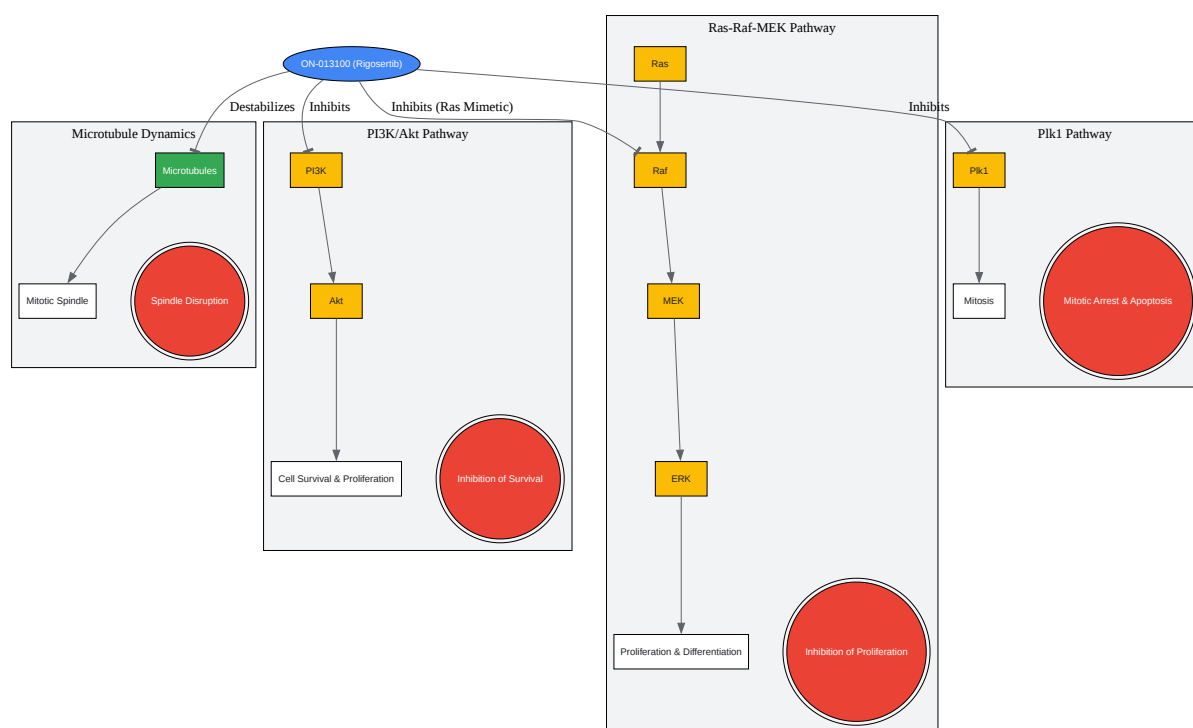 Ras-Raf-MEK Pathway
ON-013100 (Rigosertib)
Ras
Destabilizes
Inhibits
Inhibits (Ras Mimetic)
Inhibits
Microtubule Dynamics
PI3K/Akt Pathway
Plk1 Pathway
Microtubules
PI3K
Raf
Plk1
Mitotic Spindle
Spindle Disruption
Akt
MEK
Mitosis
Mitotic Arrest & Apoptosis
Cell Survival & Proliferation
Inhibition of Survival
ERK
Proliferation & Differentiation
Inhibition of Proliferation